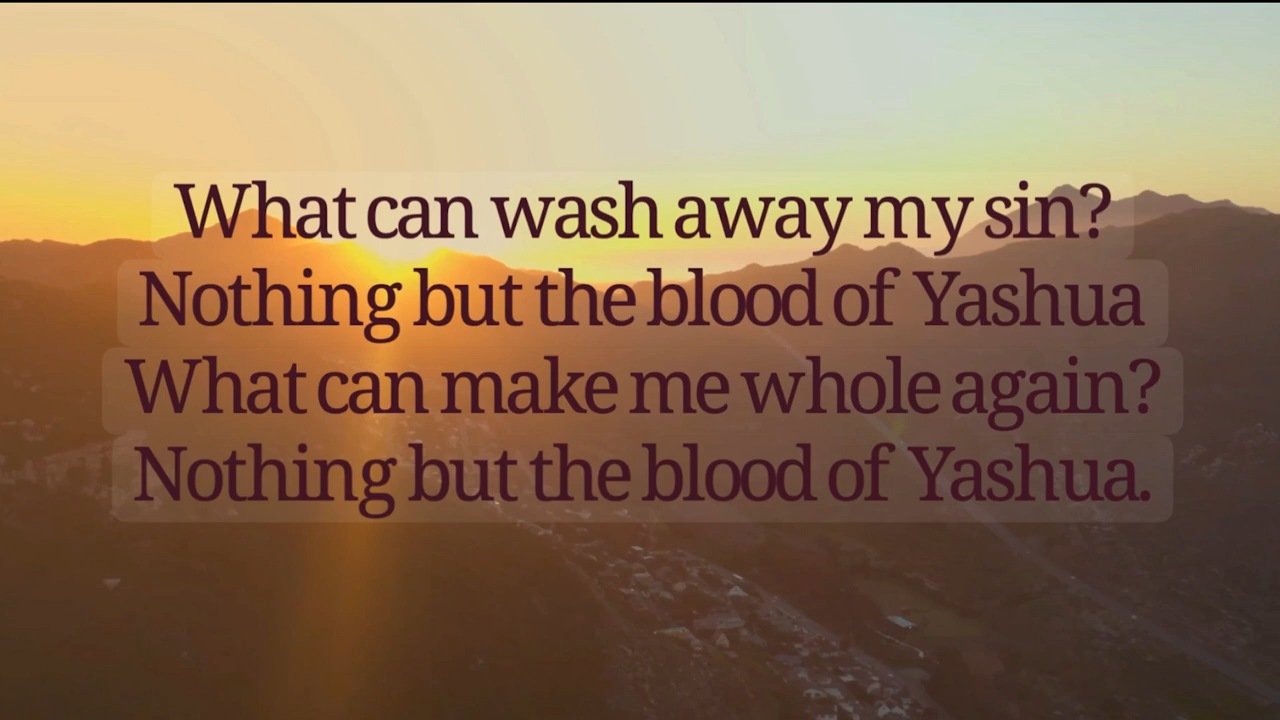 What can wash away my sin?
Nothing but the blood of Yashua
What can make me whole again?
Nothing but the blood of Yashua.